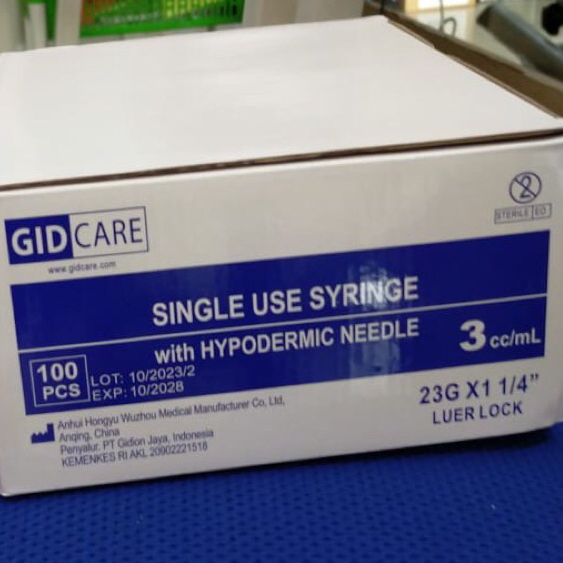 GIDCARE
www.gidcare.com
2
STERILE EO
SINGLE USE SYRINGE
with HYPODERMIC NEEDLE
3 cc/mL
100
PCS
LOT: 10/2023/2
EXP: 10/2028
23G X1 1/4”
LUER LOCK
Anhui Hongyu Wuzhou Medical Manufacturer Co, Ltd,
Anqing, China
Penyalur. PT Gidion Jaya, Indonesia
KEMENKES RI AKL 20902221518